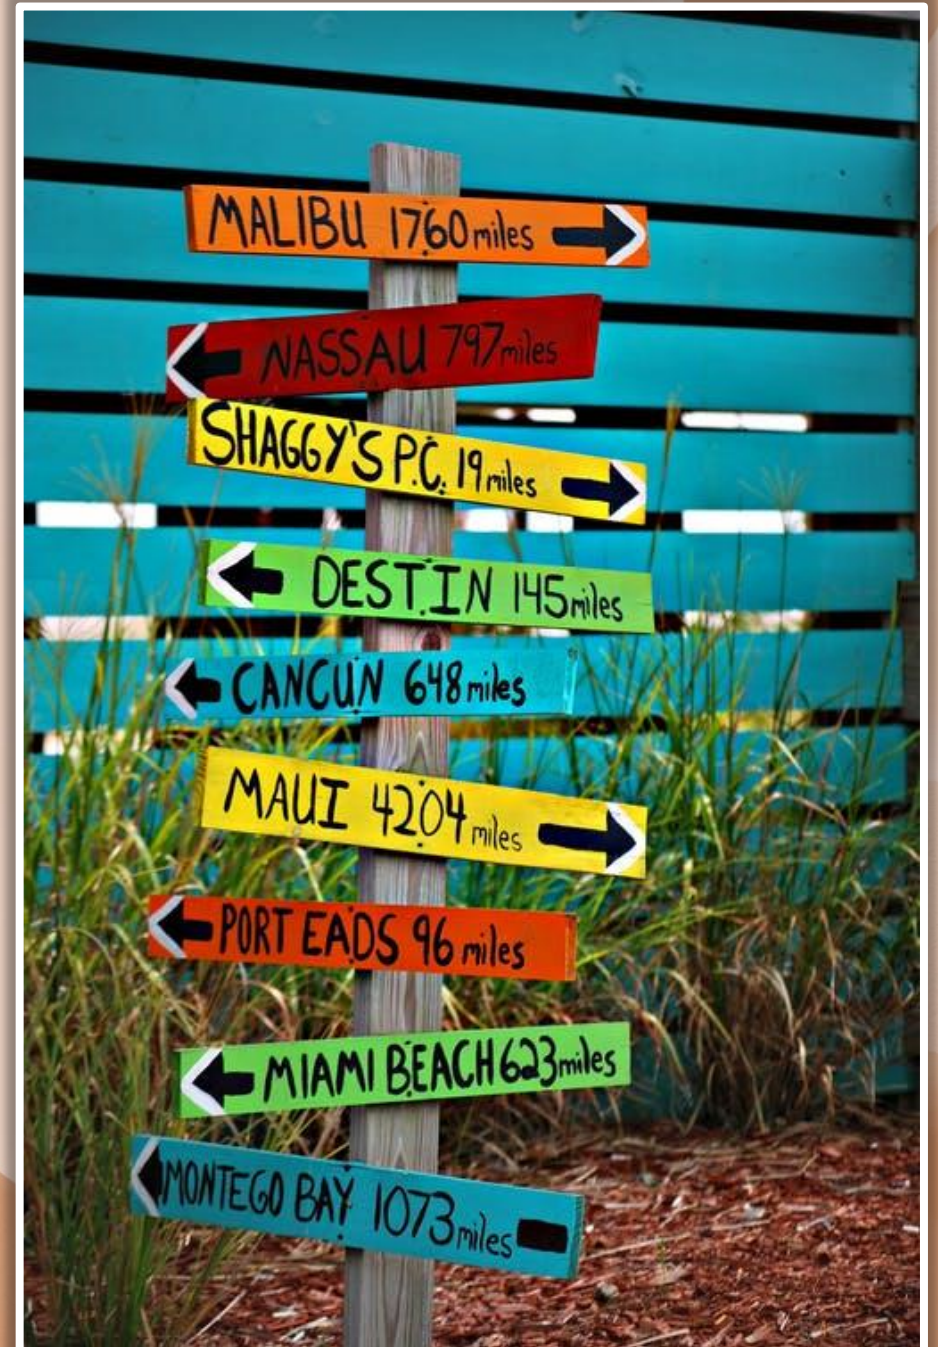 MALIBU 1760 miles
NASSAU 797 miles
SHAGGY'S P.C. 19 miles
DESTIN 145 miles
CANCUN 648 miles
MAUI 4204 miles
PORT EADS 96 miles
MIAMI BEACH 623 miles
MONTEGO BAY 1073 miles